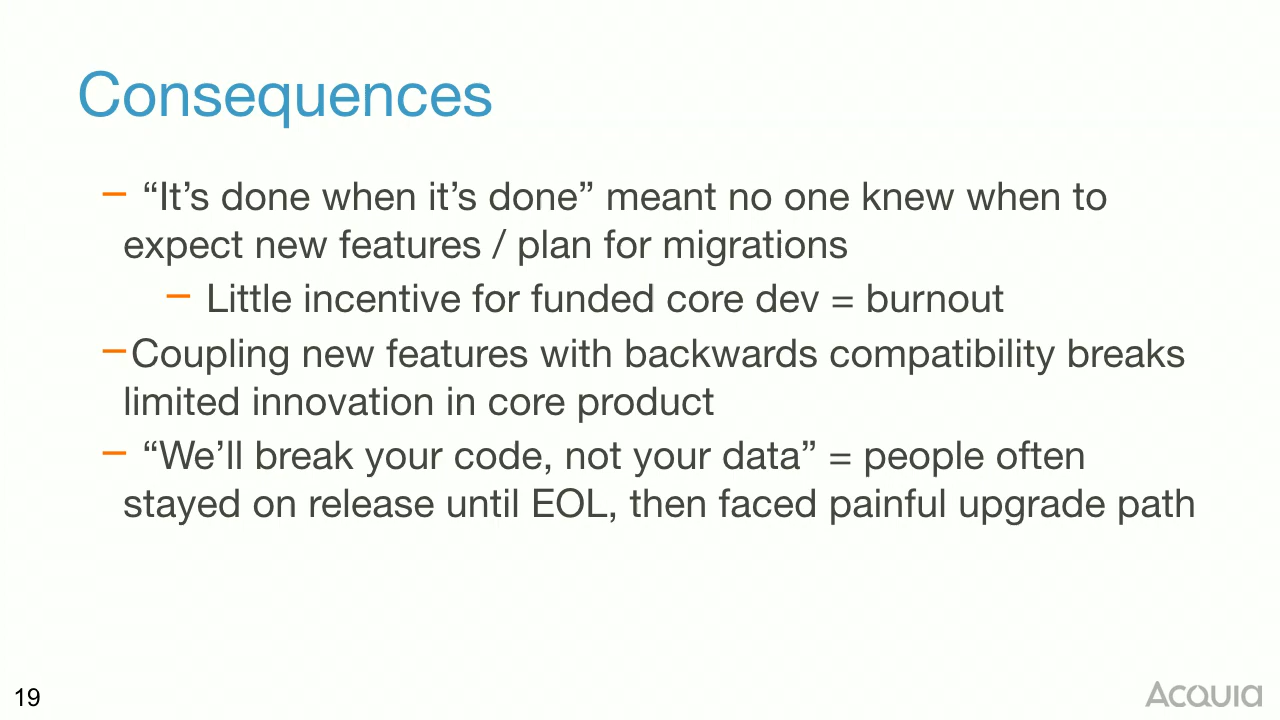 Consequences
– “It’s done when it’s done” meant no one knew when to
expect new features / plan for migrations
– Little incentive for funded core dev = burnout
–Coupling new features with backwards compatibility breaks
limited innovation in core product
– “We’ll break your code, not your data” = people often
stayed on release until EOL, then faced painful upgrade path
19
Acquia